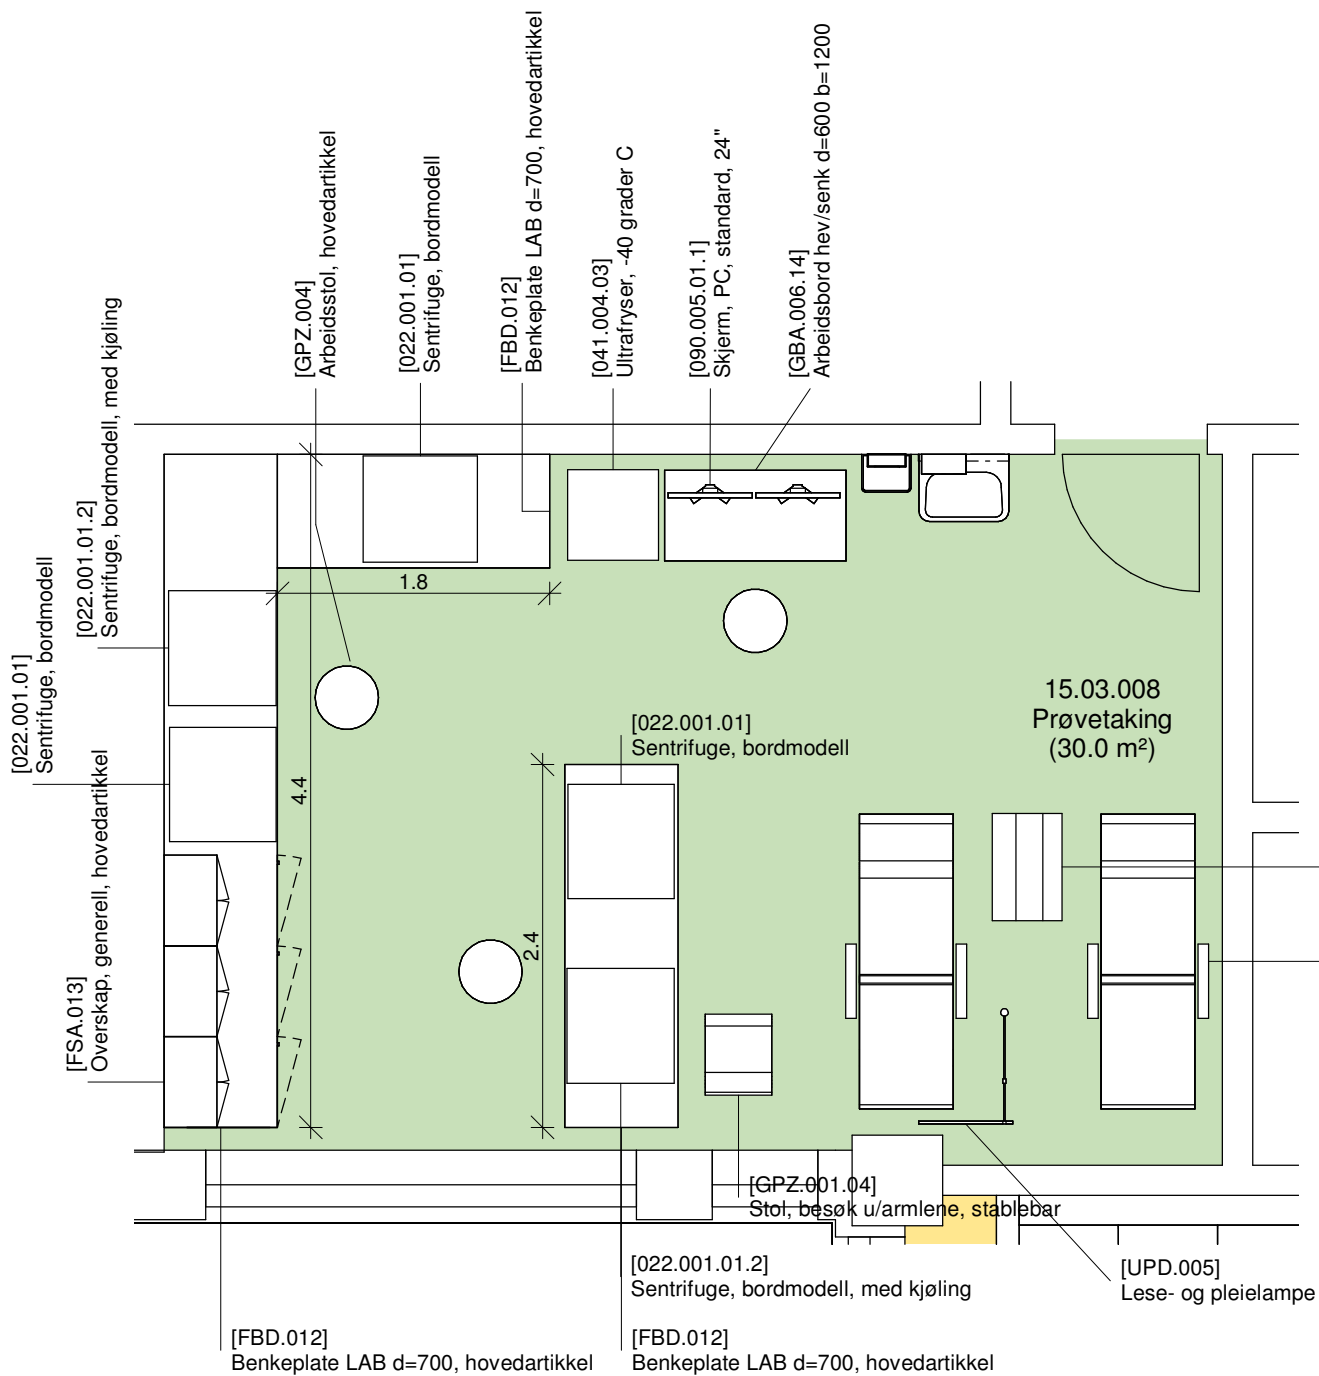 [GPZ.004]
Arbeidsstol, hovedartikkel
[022.001.01]
Sentrifuge, bordmodell
[FBD.012]
Benkeplate LAB d=700, hovedartikkel
[041.004.03]
Ultrafryser, -40 grader C
[090.005.01.1]
Skjerm, PC, standard, 24"
[GBA.006.14]
Arbeidsbord hev/senk d=600 b=1200
[022.001.01.2]
Sentrifuge, bordmodell, med kjøling
[022.001.01]
Sentrifuge, bordmodell
[FSA.013]
Overskap, generell, hovedartikkel
1.8
4.4
2.4
[022.001.01]
Sentrifuge, bordmodell
15.03.008
Prøvetaking
(30.0 m²)
[GPZ.001.04]
Stol, besøk u/armlene, stablebar
[022.001.01.2]
Sentrifuge, bordmodell, med kjøling
[UPD.005]
Lese- og pleielampe
[FBD.012]
Benkeplate LAB d=700, hovedartikkel
[FBD.012]
Benkeplate LAB d=700, hovedartikkel